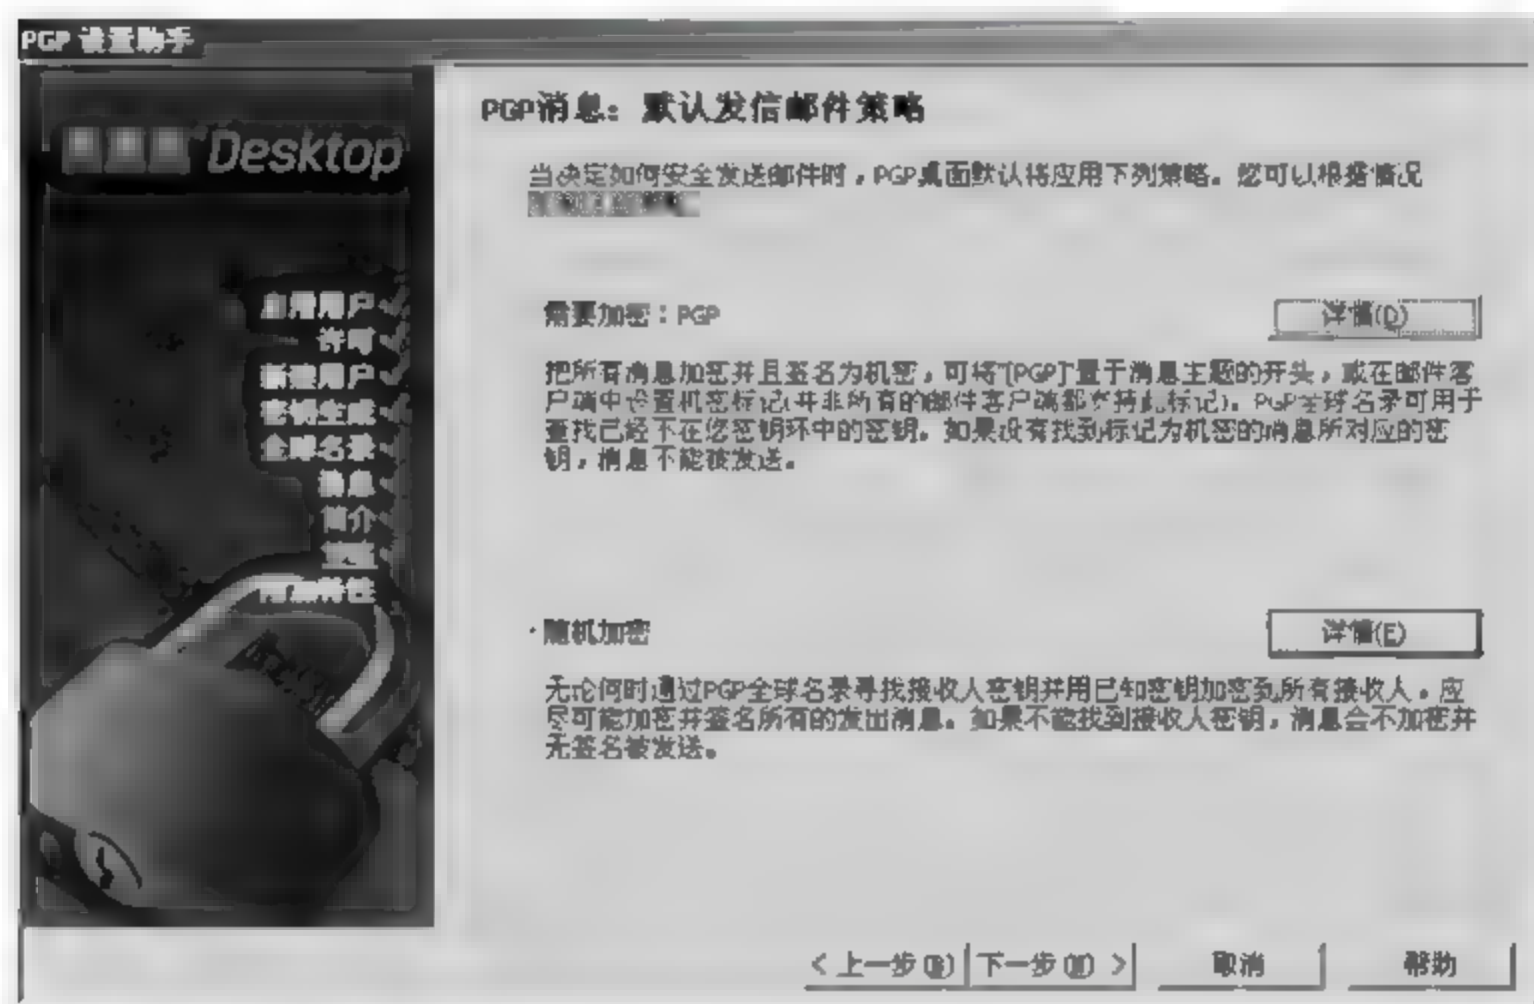 PGP 设置助手
Desktop
PGP消息：默认发信邮件策略
当决定如何安全发送邮件时，PGP桌面默认将应用下列策略。您可以根据情况
启用用户
许可
新建用户
密钥生成
全球名录
消息
简介
附加特性
需要加密：PGP
详情(D)
把所有消息加密并且签名为机密，可将"[PGP]"置于消息主题的开头，或在邮件客
户端中设置机密标记(并非所有的邮件客户端都支持此标记)。PGP全球名录可用于
查找已经不在您密钥环中的密钥。如果没有找到标记为机密的消息所对应的密
钥，消息不能被发送。
随机加密
详情(E)
无论何时通过PGP全球名录寻找接收人密钥并用已知密钥加密到所有接收人。应
尽可能加密并签名所有的发出消息。如果不能找到接收人密钥，消息会不加密并
无签名被发送。
< 上一步(B)
下一步(N) >
取消
帮助